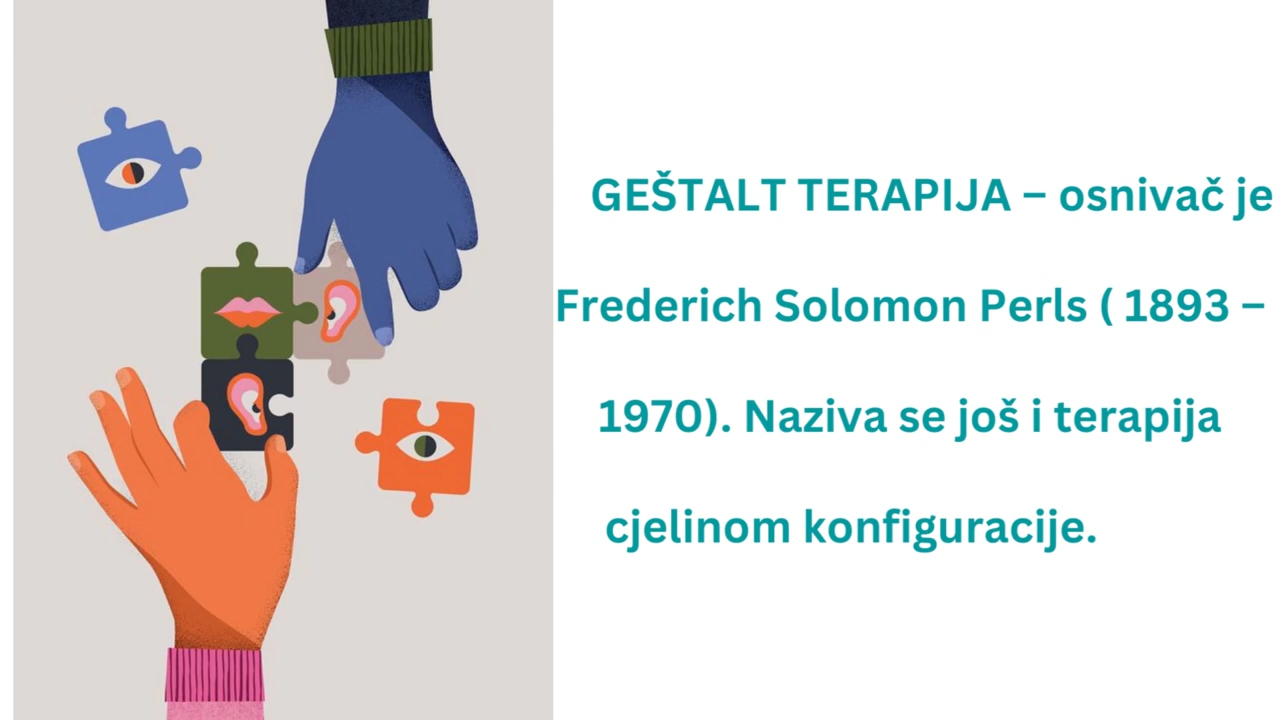 GEŠTALT TERAPIJA – osnivač je
Frederich Solomon Perls ( 1893 –
1970). Naziva se još i terapija
cjelinom konfiguracije.